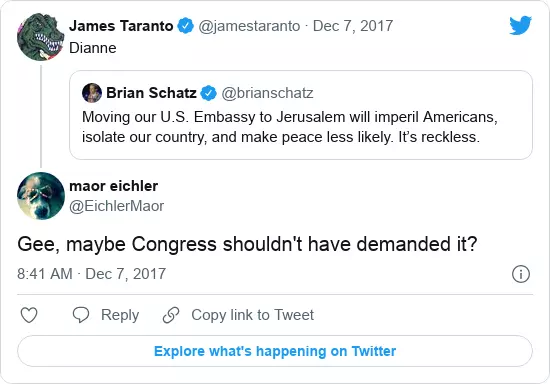 James Taranto @jamestaranto · Dec 7, 2017
Dianne
Brian Schatz @brianschatz
Moving our U.S. Embassy to Jerusalem will imperil Americans,
isolate our country, and make peace less likely. It’s reckless.
maor eichler
@EichlerMaor
Gee, maybe Congress shouldn't have demanded it?
8:41 AM · Dec 7, 2017
Reply
Copy link to Tweet
Explore what's happening on Twitter